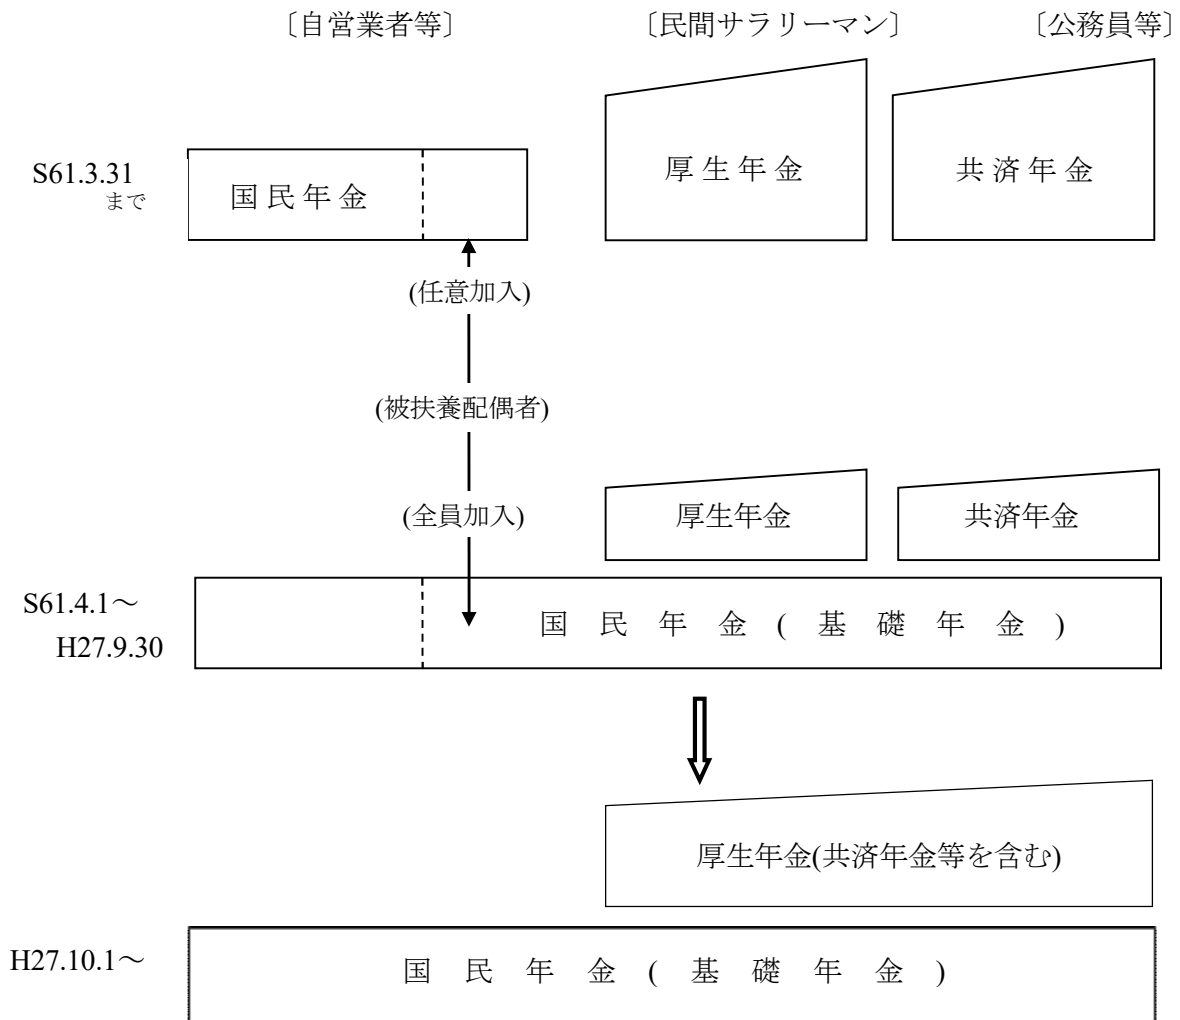 〔自営業者等〕 〔民間サラリーマン〕 〔公務員等〕
S61.3.31
まで
国民年金
厚生年金
共済年金
(任意加入)
(被扶養配偶者)
(全員加入)
厚生年金
共済年金
S61.4.1～
H27.9.30
国民年金(基礎年金)
厚生年金(共済年金等を含む)
H27.10.1～
国民年金(基礎年金)